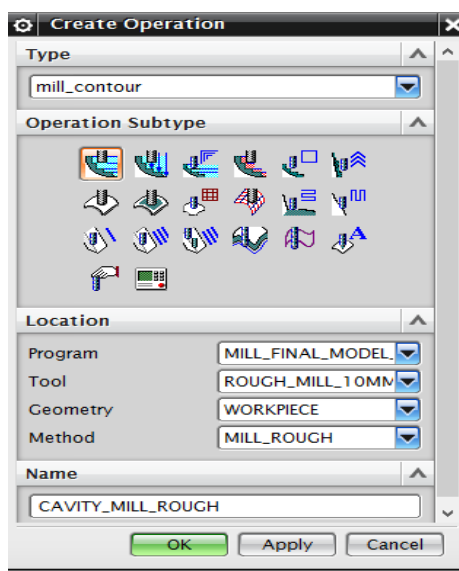 Create Operation
Type
mill_contour
Operation Subtype
A
Location
Program MILL_FINAL_MODEL_
Tool ROUGH_MILL_10MM
Geometry WORKPIECE
Method MILL_ROUGH
Name
CAVITY_MILL_ROUGH
OK Apply Cancel